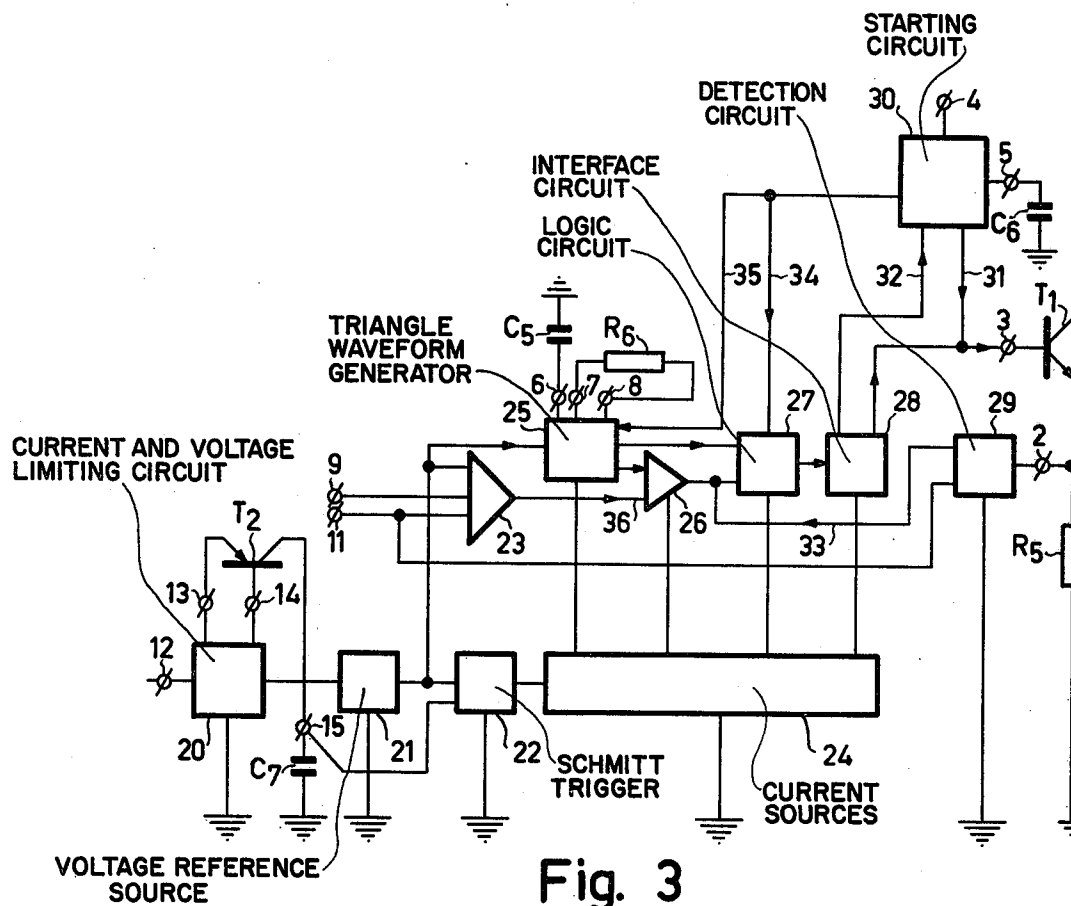 STARTING
CIRCUIT
30
4
DETECTION
CIRCUIT
5
C6
INTERFACE
CIRCUIT
LOGIC
CIRCUIT
35
34
32
31
T1
3
C5
R6
TRIANGLE
WAVEFORM
GENERATOR
6
7
8
25
27
28
29
2
CURRENT AND VOLTAGE
LIMITING CIRCUIT
9
11
23
36
26
33
R5
T2
13
14
12
15
20
C7
21
22
24
SCHMITT
TRIGGER
CURRENT
SOURCES
VOLTAGE REFERENCE
SOURCE
Fig. 3